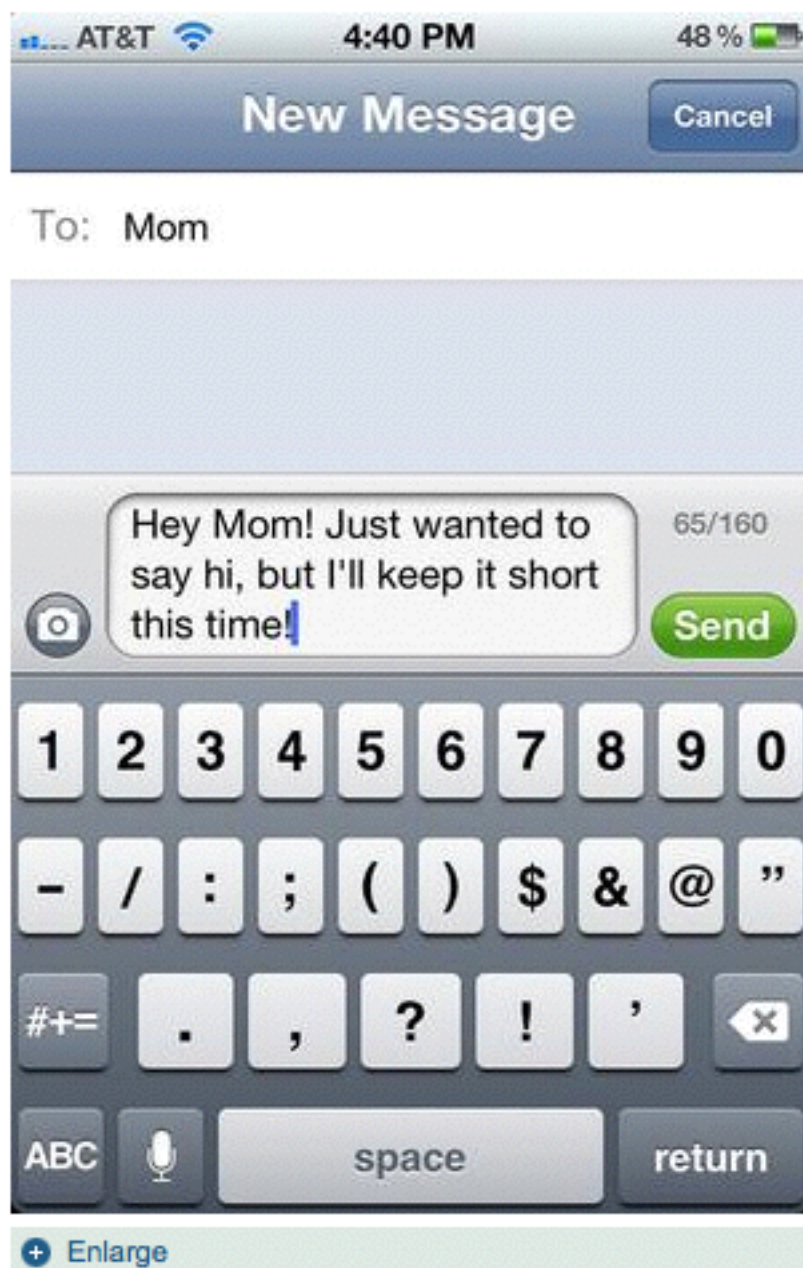 AT&T 4:40 PM 48 %
New Message Cancel
To: Mom
Hey Mom! Just wanted to 65/160
say hi, but I'll keep it short
this time! Send
1 2 3 4 5 6 7 8 9 0
- / : ; ( ) $ & @ ”
#+= . , ? ! ’
ABC space return
Enlarge